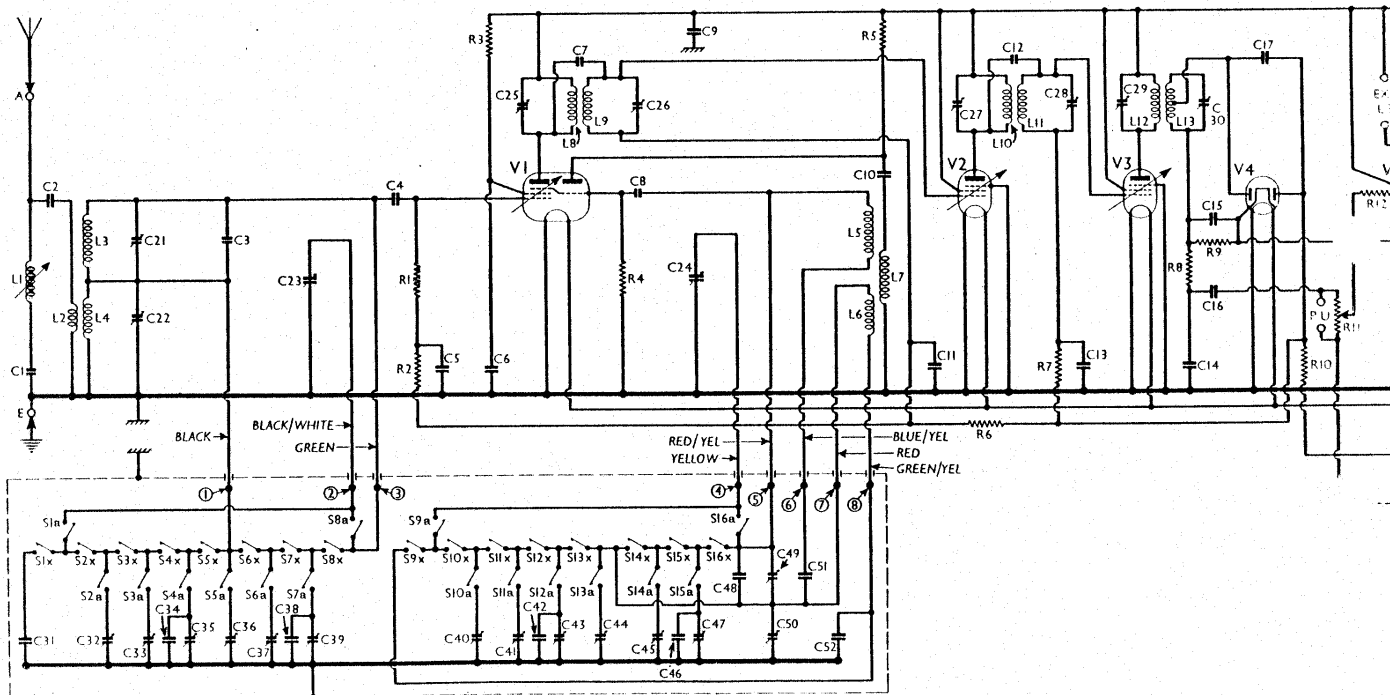 R3
C9
R5
C7
C12
C17
A
C25
C26
L9
L8
C27
C28
L11
L10
C29
L12
L13
C
30
V1
V2
V3
V4
C10
R12
C2
C4
C8
L3
C21
C3
L5
C15
R9
C23
R1
R4
C24
L7
R8
L1
C16
L2
L4
C22
L6
P U
R11
R2
C5
C6
C11
R7
C13
C14
R10
C1
E
BLACK
BLACK/WHITE
GREEN
RED/YEL
YELLOW
BLUE/YEL
RED
GREEN/YEL
R6
1
2
3
4
5
6
7
8
S1a
S8a
S9a
S16a
S1x
S2x
S3x
S4x
S5x
S6x
S7x
S8x
S9x
S10x
S11x
S12x
S13x
S14x
S15x
S16x
C49
C51
S2a
S3a
S4a
S5a
S6a
S7a
S10a
S11a
S12a
S13a
S14a
S15a
C48
C34
C38
C42
C31
C32
C33
C35
C36
C37
C39
C40
C41
C43
C44
C45
C47
C50
C52
C46